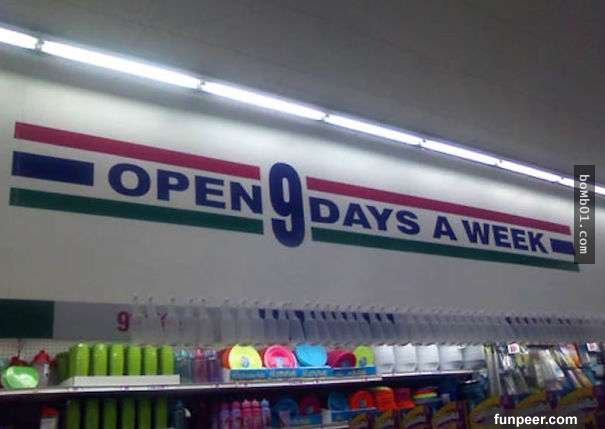 OPEN 9 DAYS A WEEK
9
boMb01.com
funpeer.com